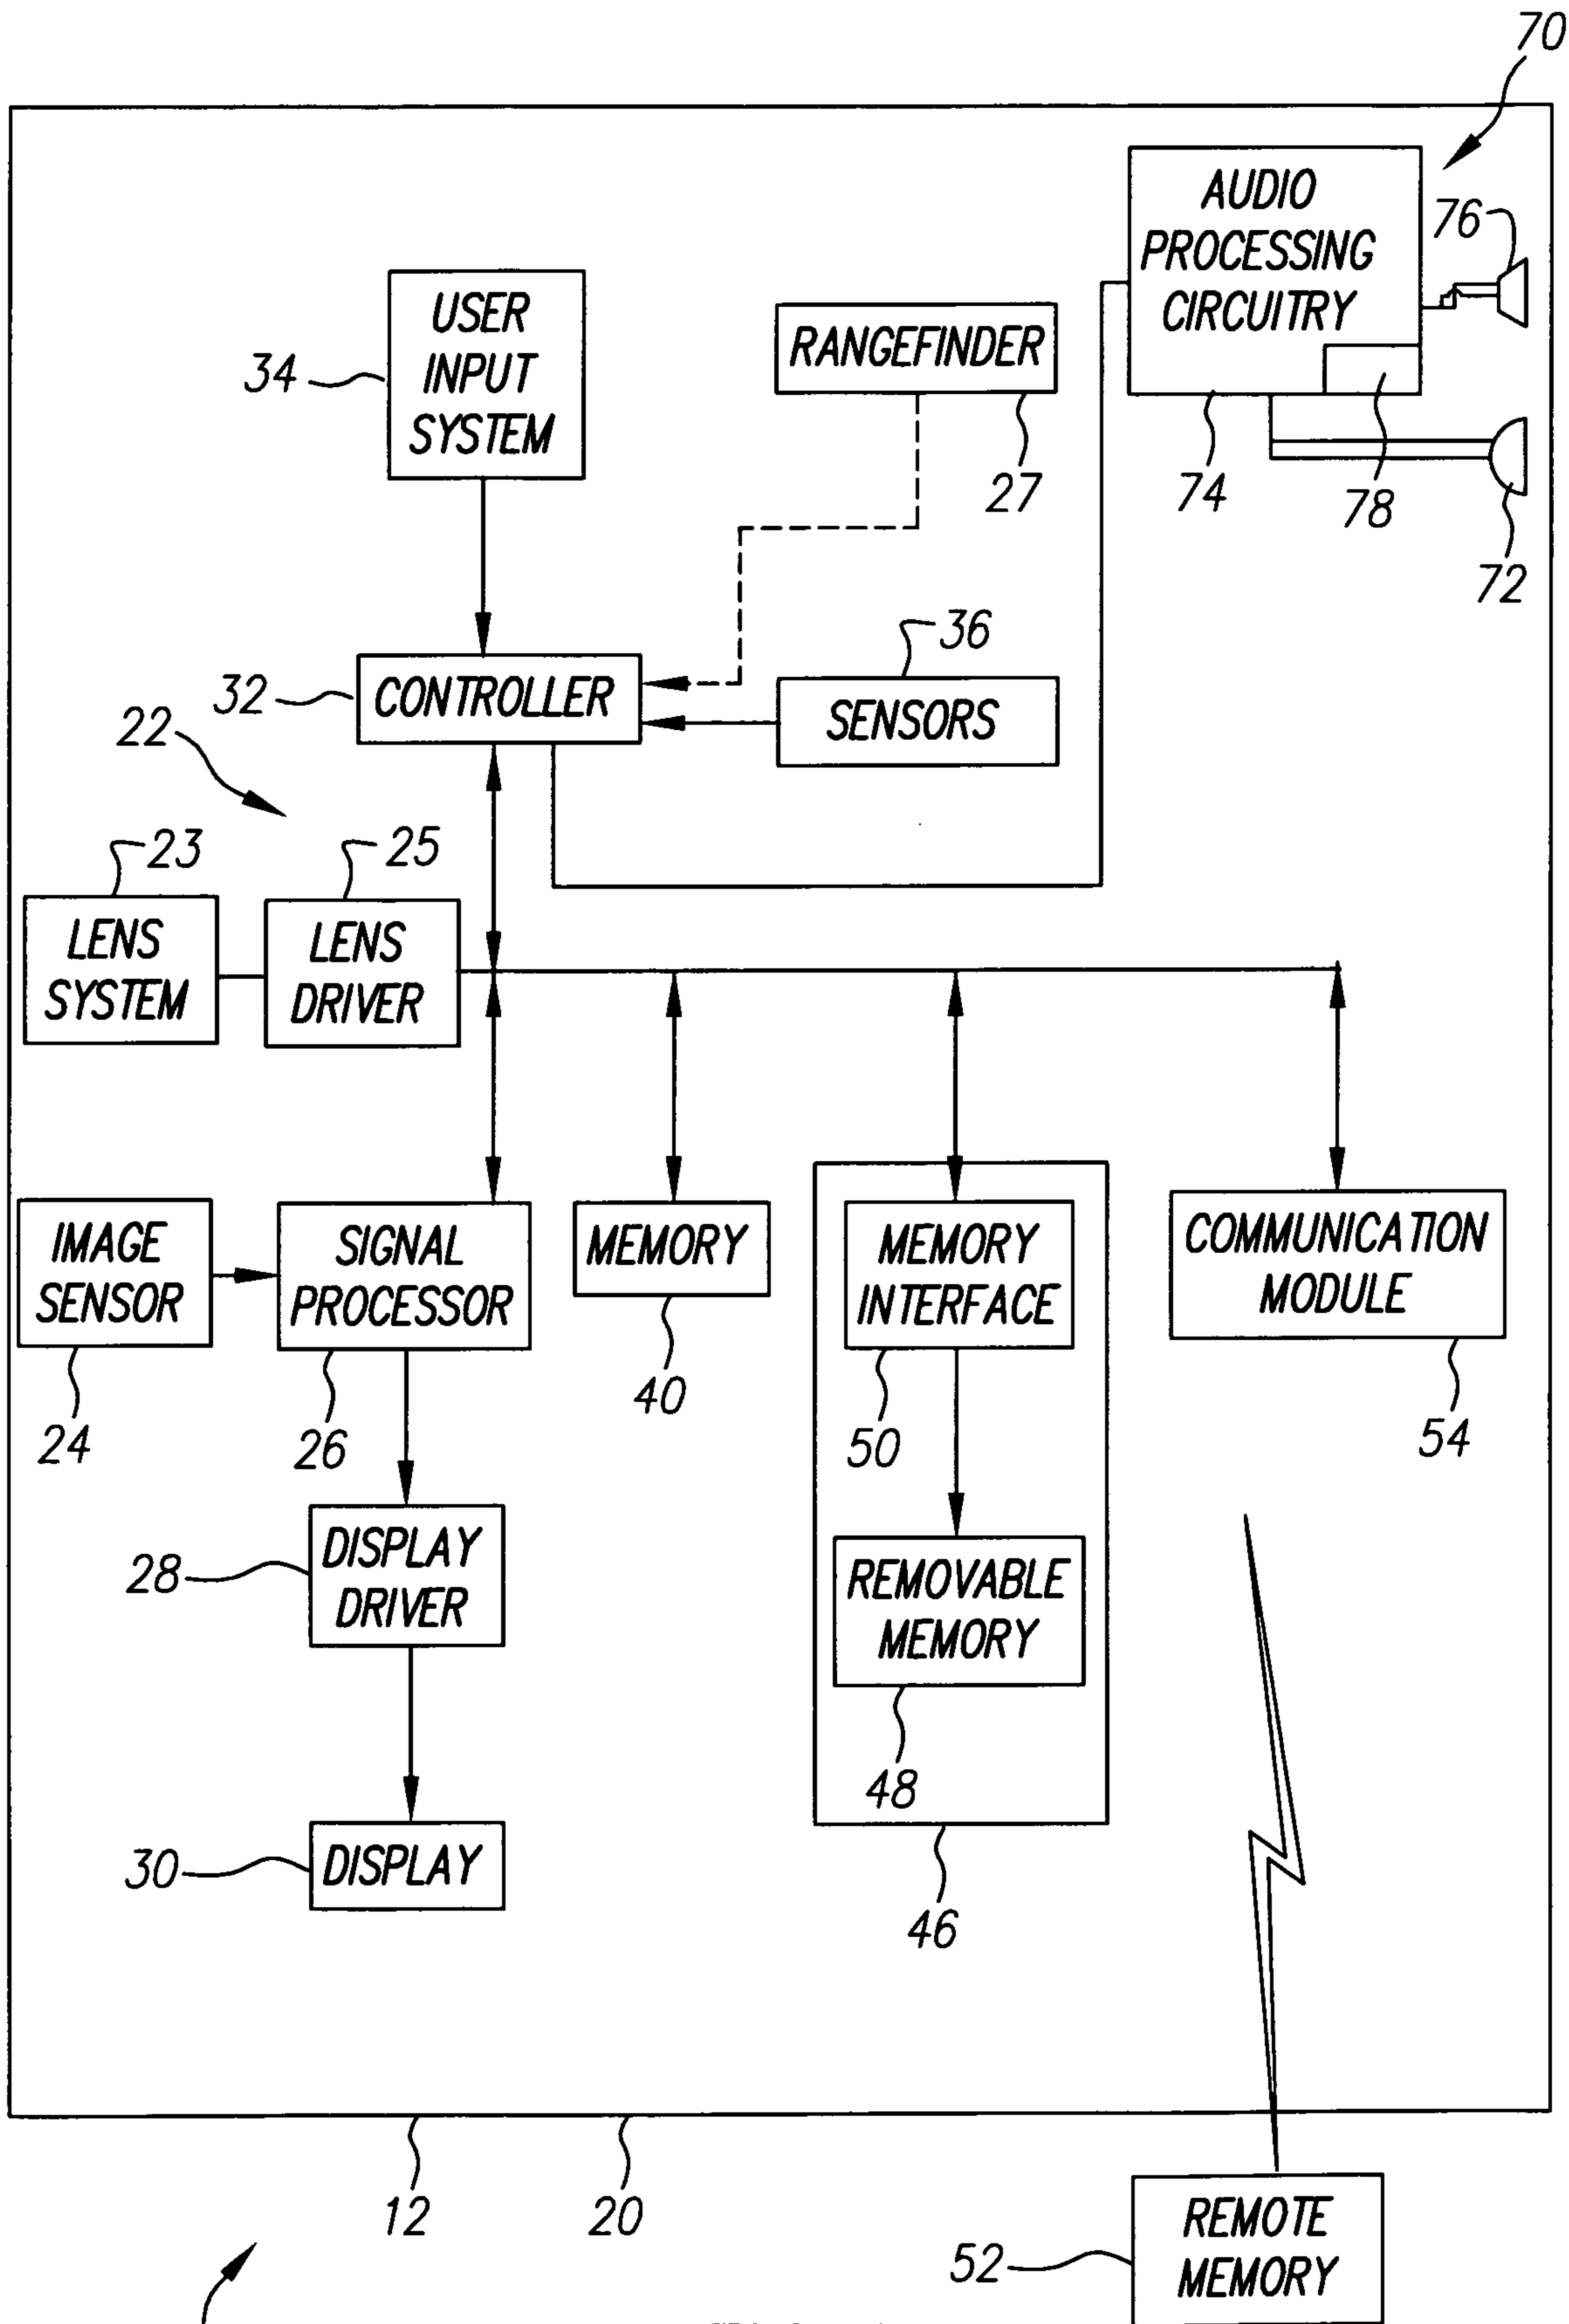 70
AUDIO
PROCESSING
CIRCUITRY
76
USER
INPUT
SYSTEM
34
RANGEFINDER
27
74
78
72
36
32
CONTROLLER
SENSORS
22
23
25
LENS
SYSTEM
LENS
DRIVER
IMAGE
SENSOR
SIGNAL
PROCESSOR
MEMORY
MEMORY
INTERFACE
COMMUNICATION
MODULE
24
26
40
50
54
28
DISPLAY
DRIVER
REMOVABLE
MEMORY
48
30
DISPLAY
46
12
20
52
REMOTE
MEMORY